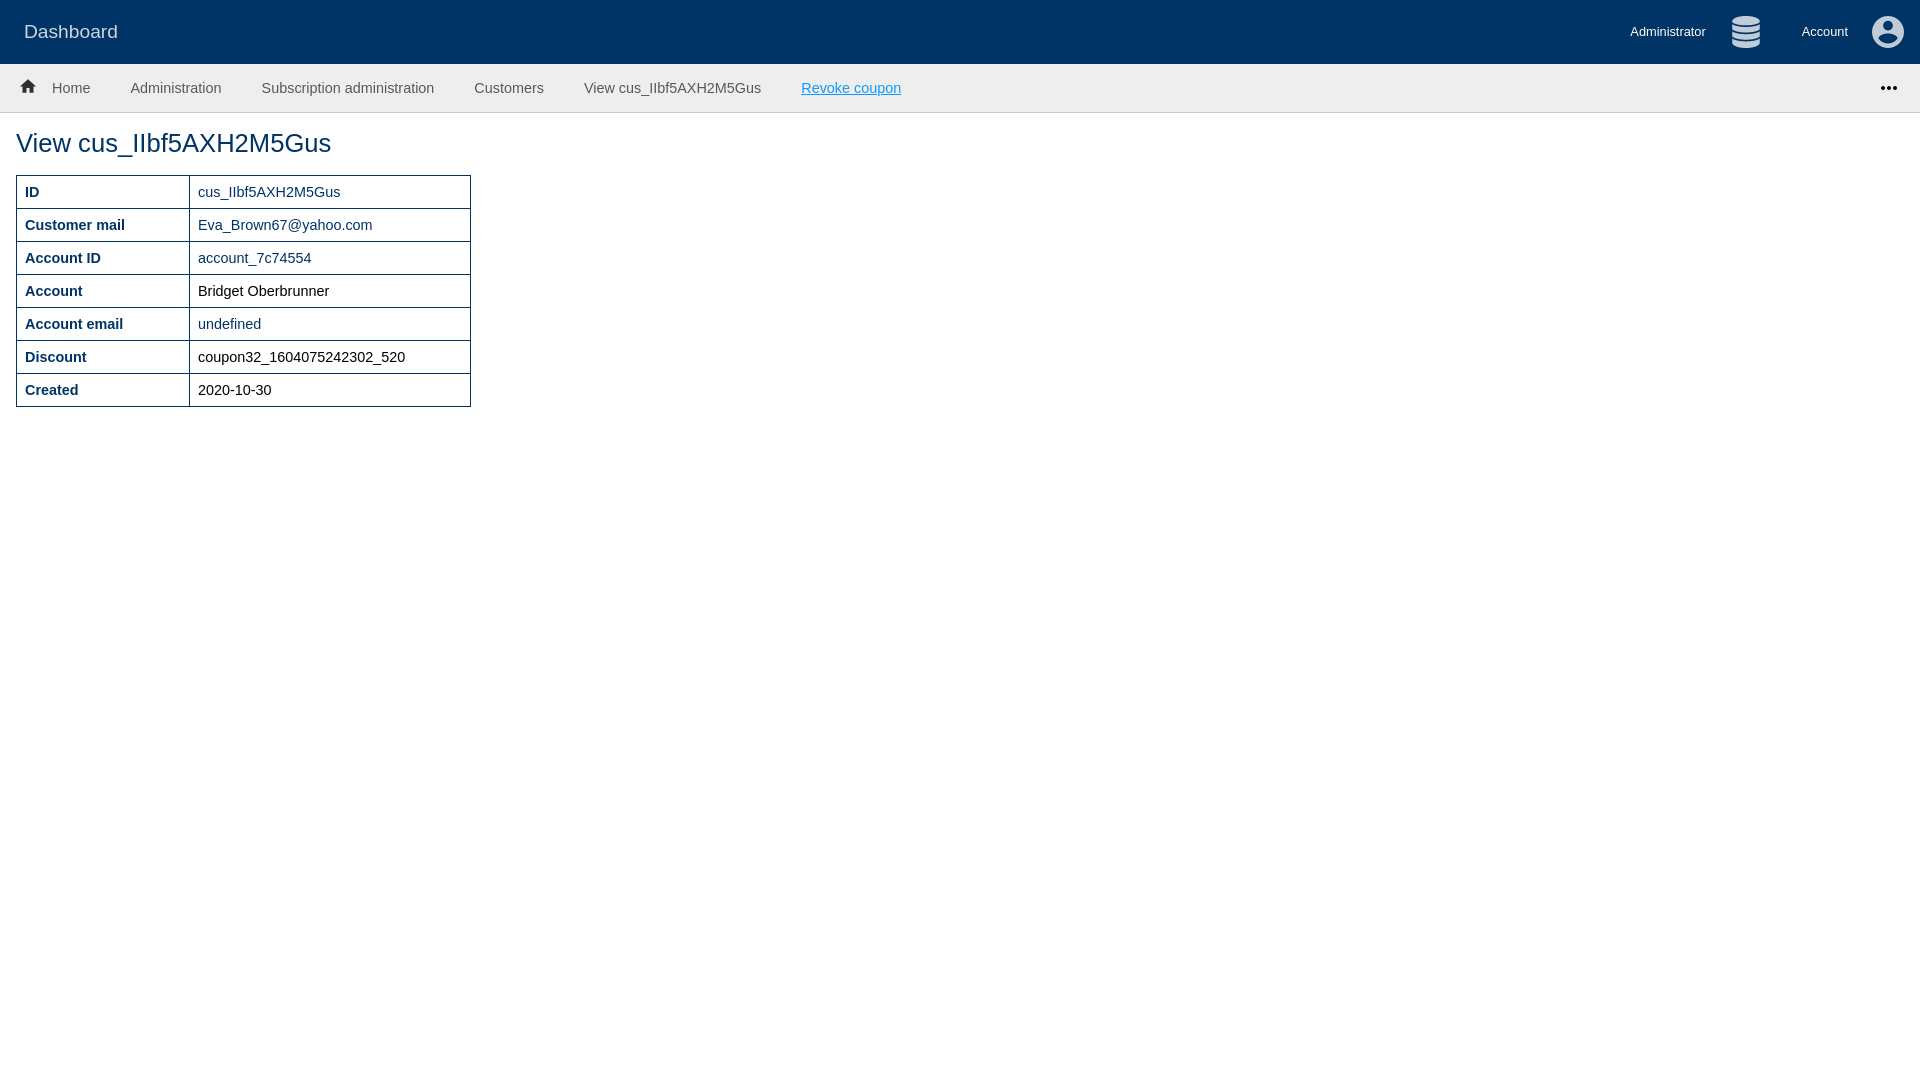 Dashboard
Administrator
Account
Home
Administration
Subscription administration
Customers
View cus_IIbf5AXH2M5Gus
Revoke coupon
View cus_IIbf5AXH2M5Gus
ID cus_IIbf5AXH2M5Gus
Customer mail Eva_Brown67@yahoo.com
Account ID account_7c74554
Account Bridget Oberbrunner
Account email undefined
Discount coupon32_1604075242302_520
Created 2020-10-30